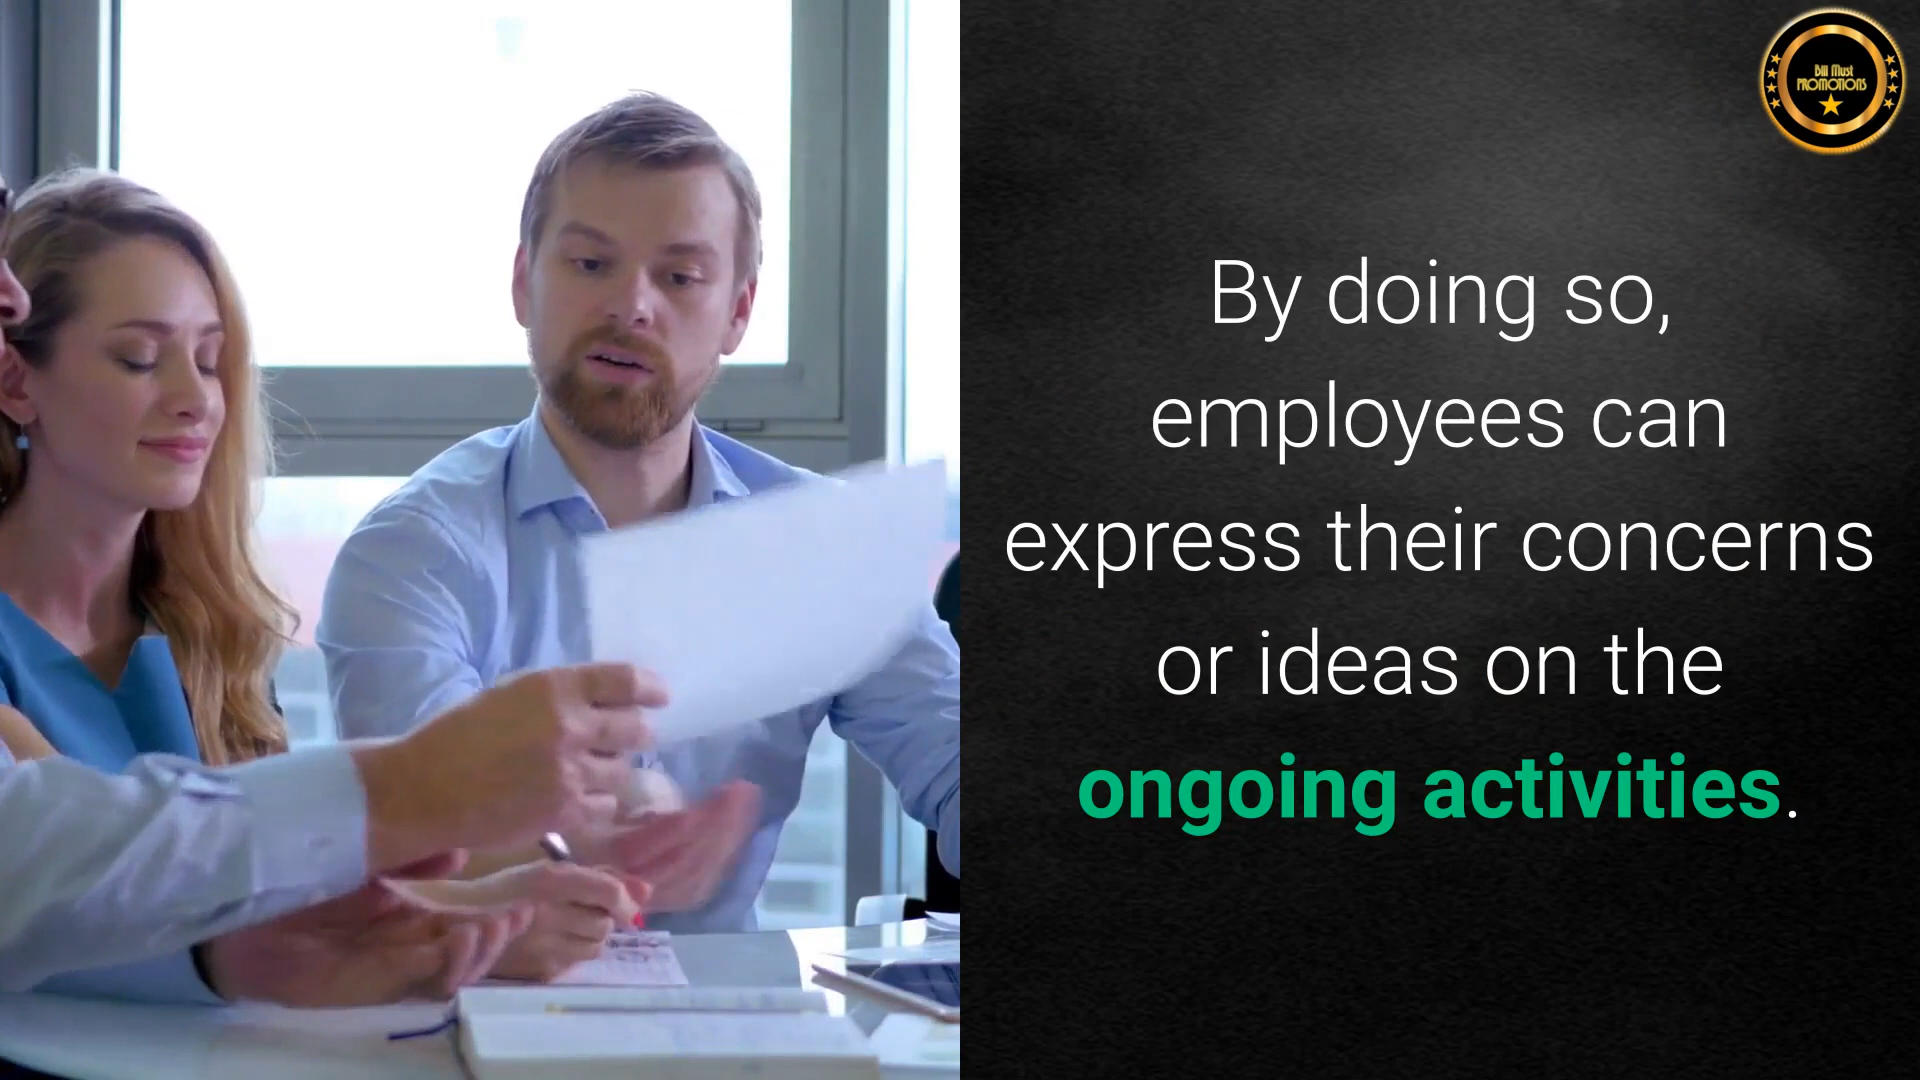 Bill Must
PROMOTIONS
By doing so,
employees can
express their concerns
or ideas on the
ongoing activities.